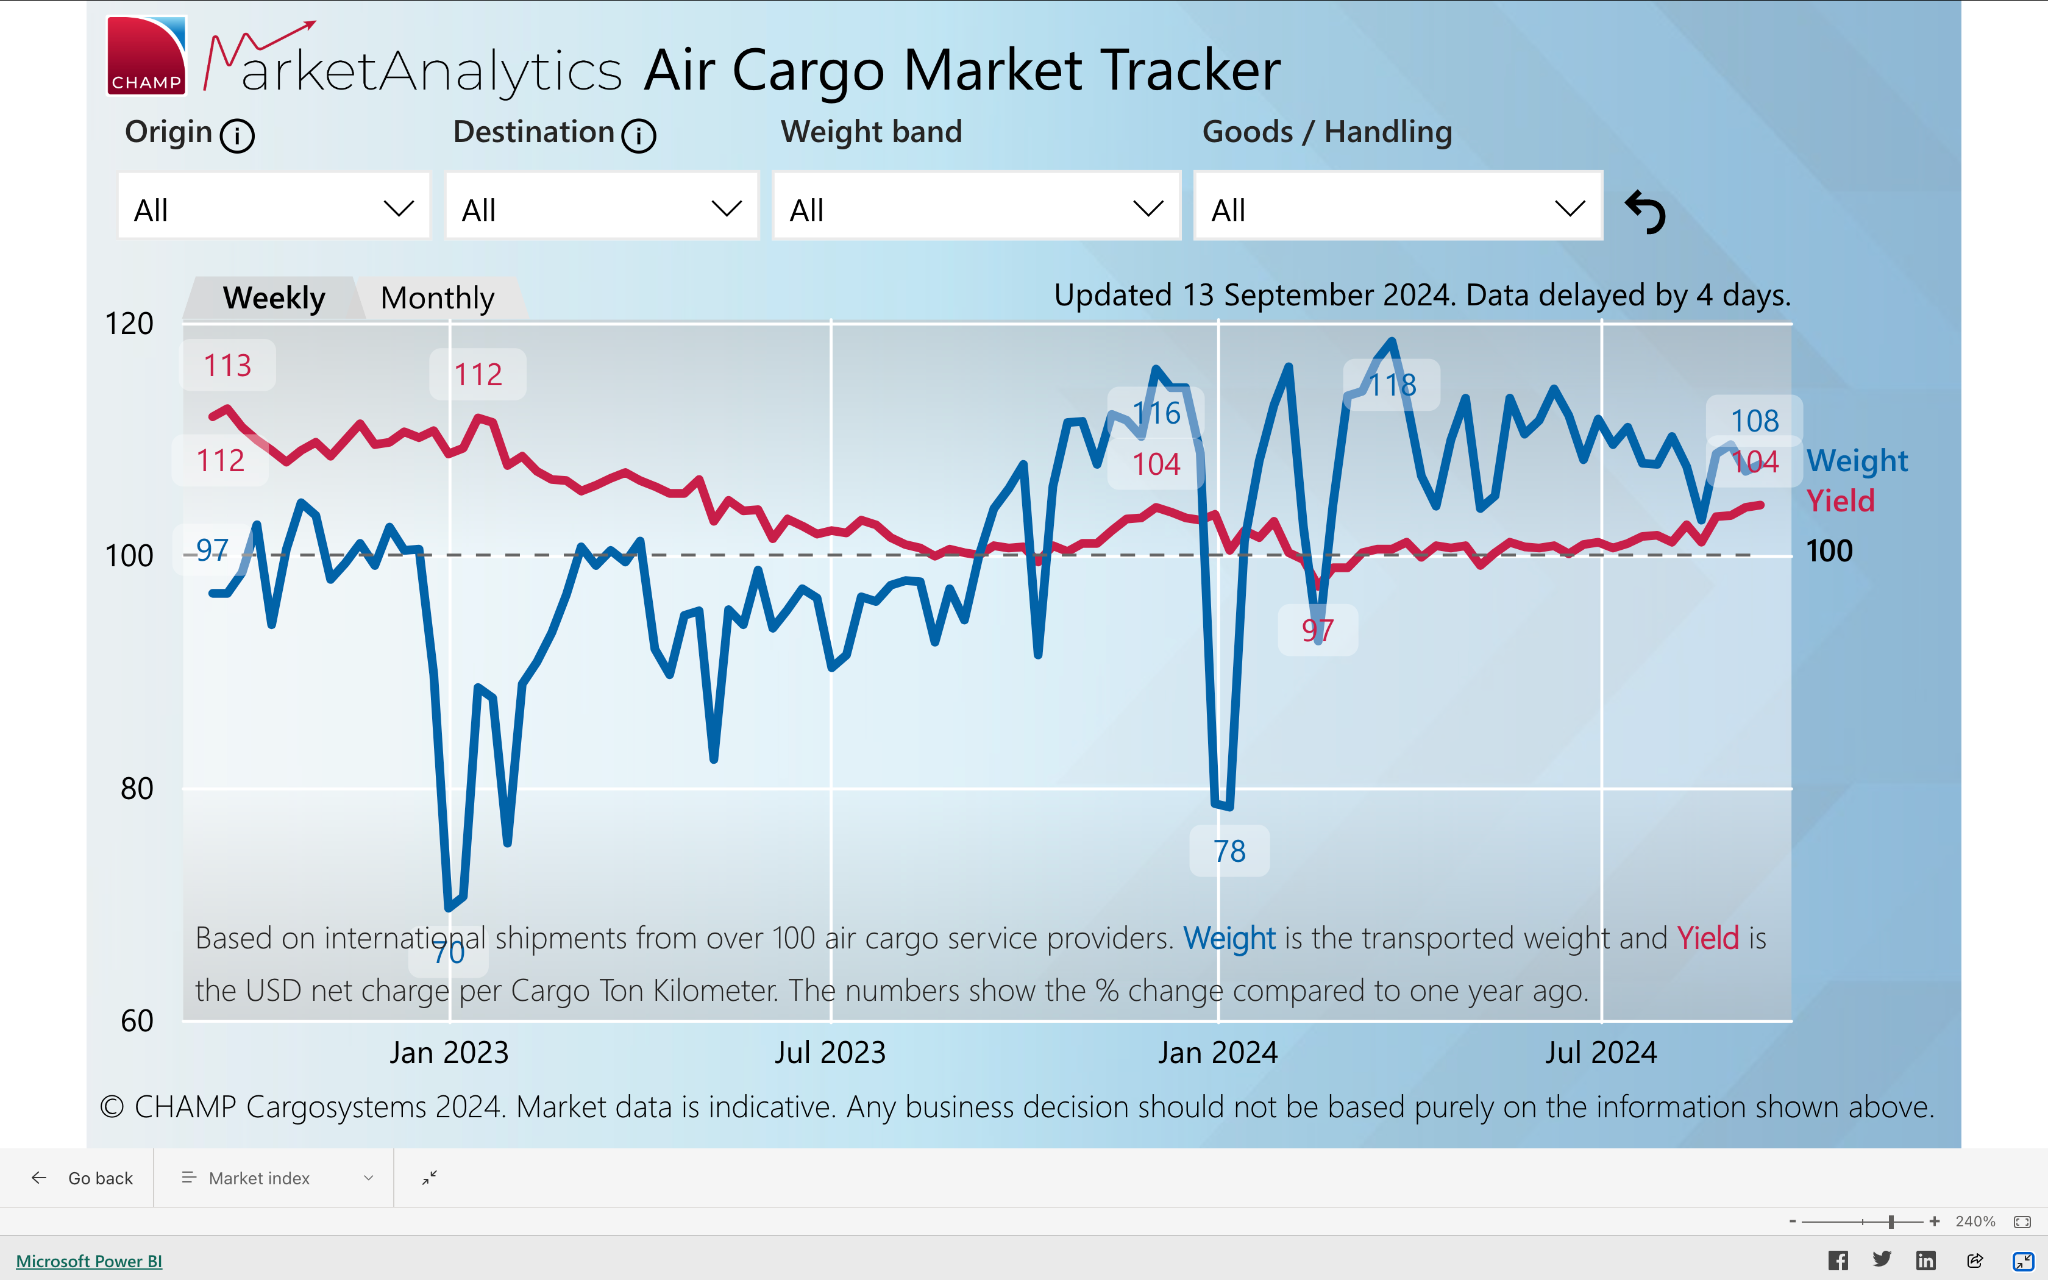 CHAMP
MarketAnalytics Air Cargo Market Tracker
Origin i Destination i Weight band Goods / Handling
All All All All
Weekly Monthly Updated 13 September 2024. Data delayed by 4 days.
120
113 112 116 118 108
112 104 104 Weight
Yield
97
100 100
97
80
78
Based on international shipments from over 100 air cargo service providers. Weight is the transported weight and Yield is
70
the USD net charge per Cargo Ton Kilometer. The numbers show the % change compared to one year ago.
60
Jan 2023 Jul 2023 Jan 2024 Jul 2024
© CHAMP Cargosystems 2024. Market data is indicative. Any business decision should not be based purely on the information shown above.
Go back Market index
- + 240%
Microsoft Power BI